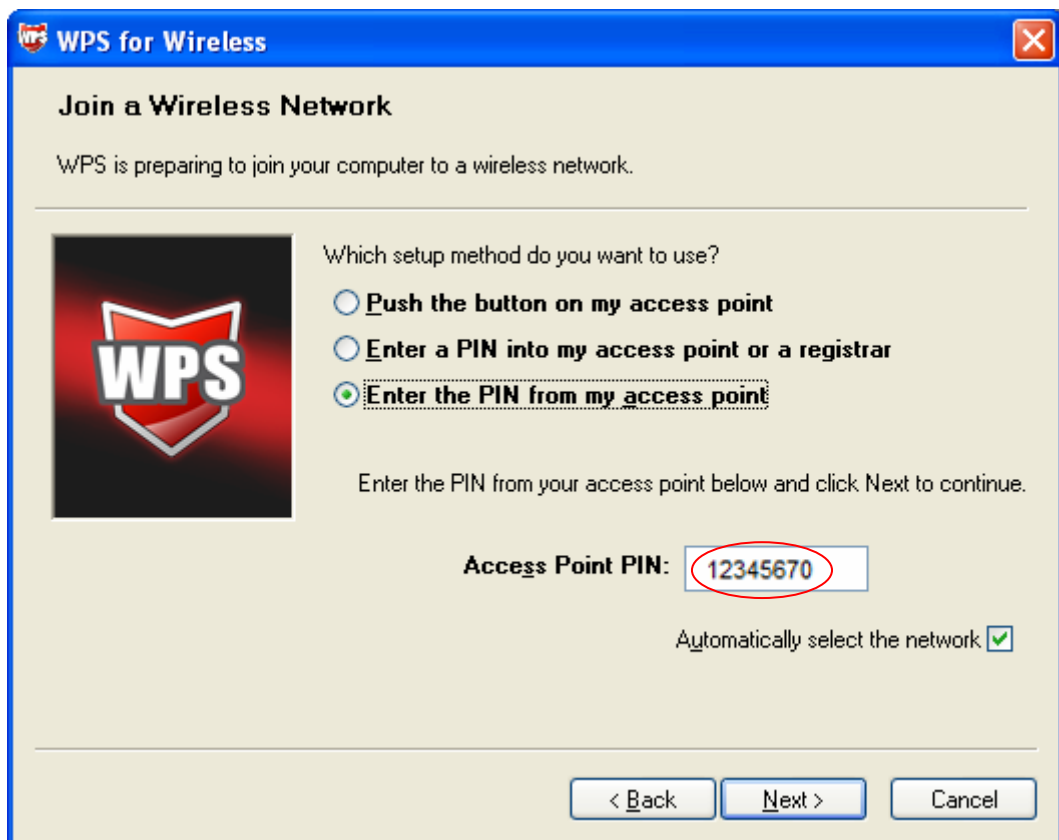 WPS for Wireless
Join a Wireless Network
WPS is preparing to join your computer to a wireless network.
Which setup method do you want to use?
Push the button on my access point
Enter a PIN into my access point or a registrar
Enter the PIN from my access point
WPS
Enter the PIN from your access point below and click Next to continue.
Access Point PIN: 12345670
Automatically select the network
< Back Next > Cancel